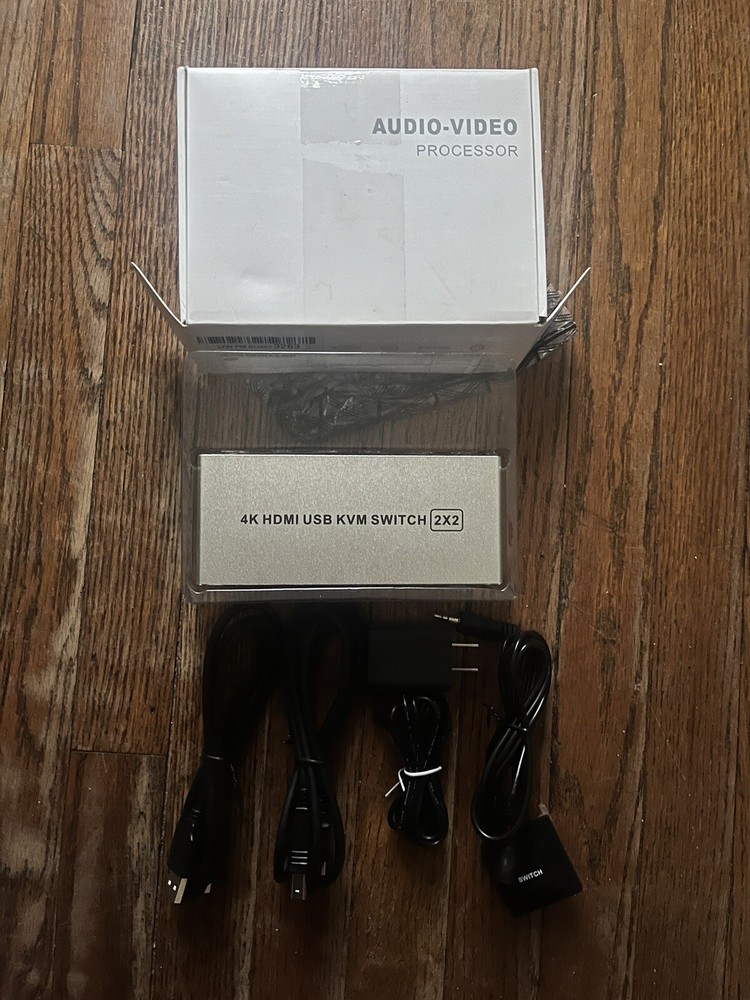 AUDIO-VIDEO
PROCESSOR
4K HDMI USB KVM SWITCH 2X2
SWITCH